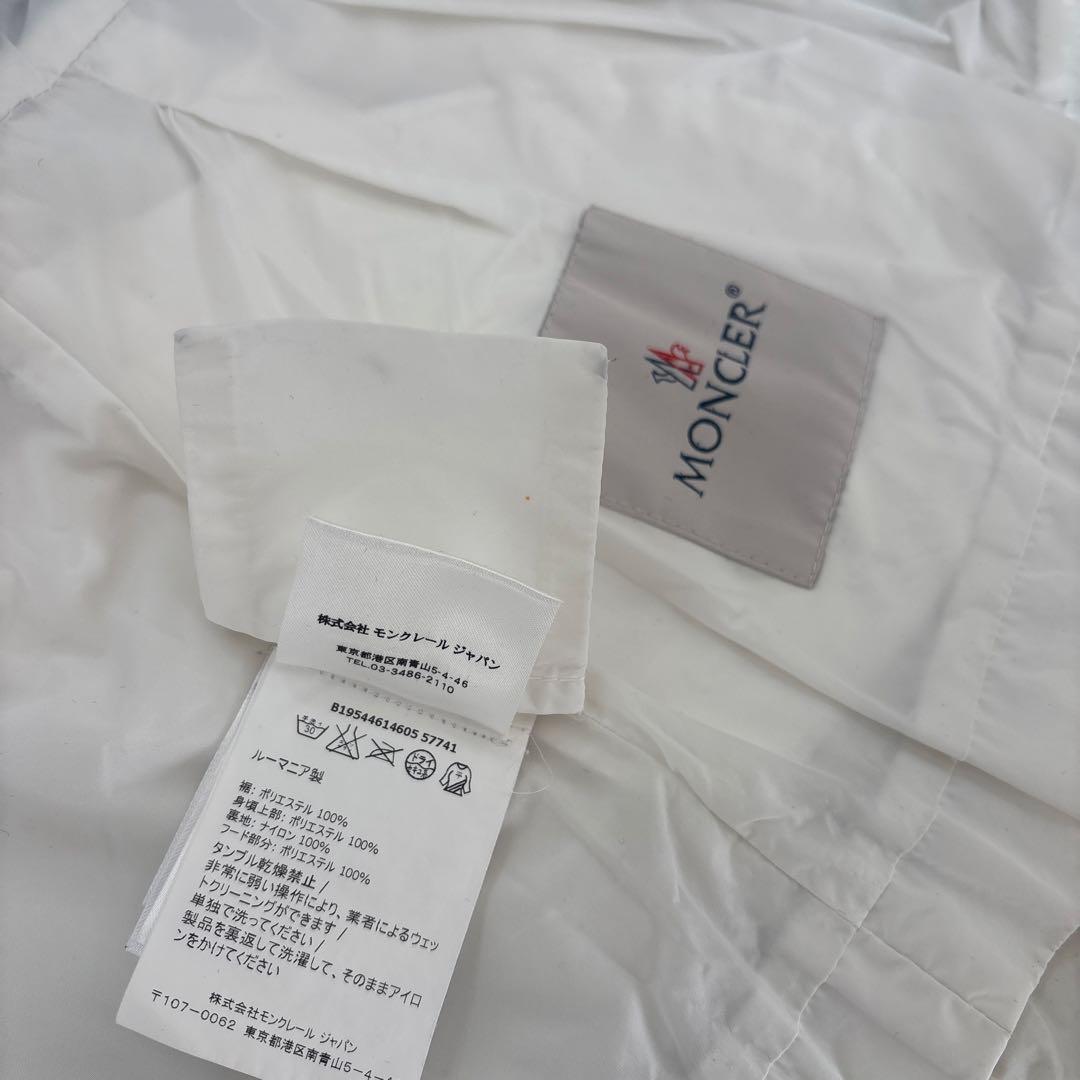 MONCLER®
株式会社 モンクレール ジャパン
東京都港区南青山5-4-46
TEL.03-3486-2110
B19544614605 57741
ルーマニア製
裾: ポリエステル 100%
身頃上部: ポリエステル 100%
裏地: ナイロン 100%
フード部分: ポリエステル 100%
タンブル乾燥禁止 /
非常に弱い操作により、業者によるウェッ
トクリーニングができます /
単独で洗ってください /
製品を裏返して洗濯して、そのままアイロ
ンをかけてください
株式会社モンクレール ジャパン
〒107-0062 東京都港区南青山5-4-